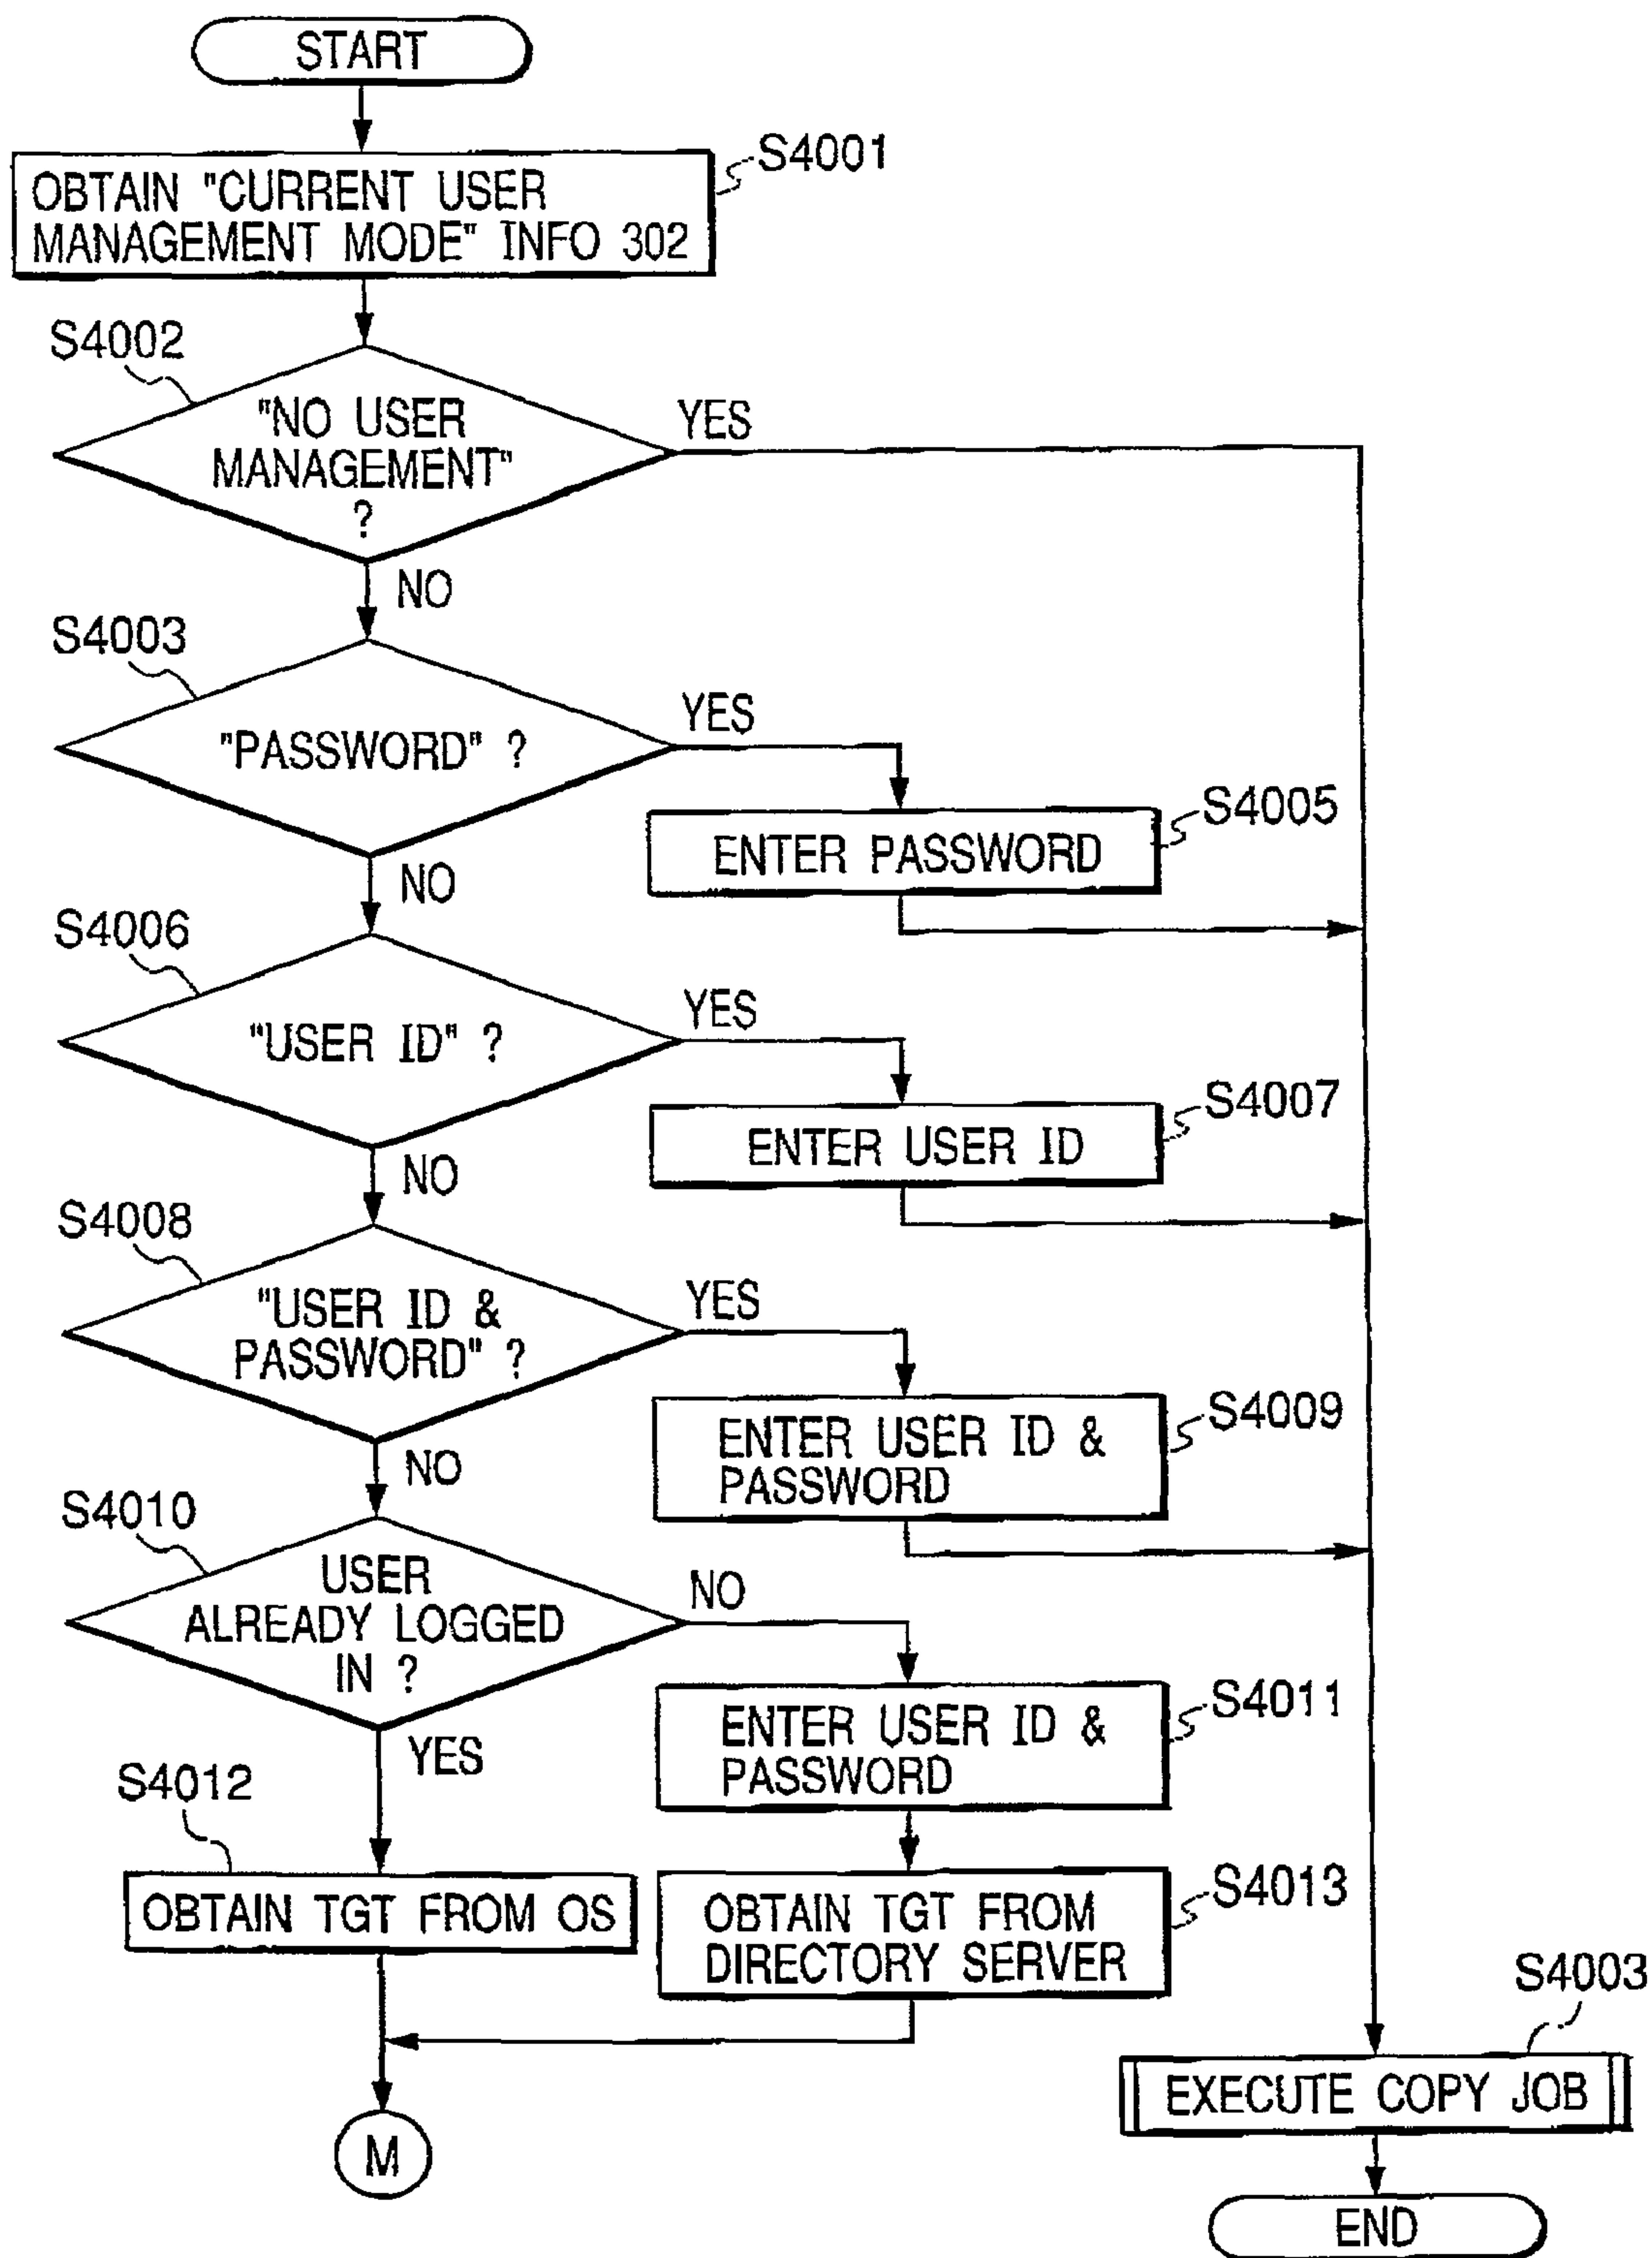 START
S4001
OBTAIN "CURRENT USER
MANAGEMENT MODE" INFO 302
S4002
"NO USER
MANAGEMENT"
?
YES
NO
S4003
"PASSWORD" ?
YES
S4005
ENTER PASSWORD
NO
S4006
"USER ID" ?
YES
S4007
ENTER USER ID
NO
S4008
"USER ID &
PASSWORD" ?
YES
S4009
ENTER USER ID &
PASSWORD
NO
S4010
USER
ALREADY LOGGED
IN ?
NO
S4011
ENTER USER ID &
PASSWORD
YES
S4012
OBTAIN TGT FROM OS
S4013
OBTAIN TGT FROM
DIRECTORY SERVER
S4003
EXECUTE COPY JOB
M
END